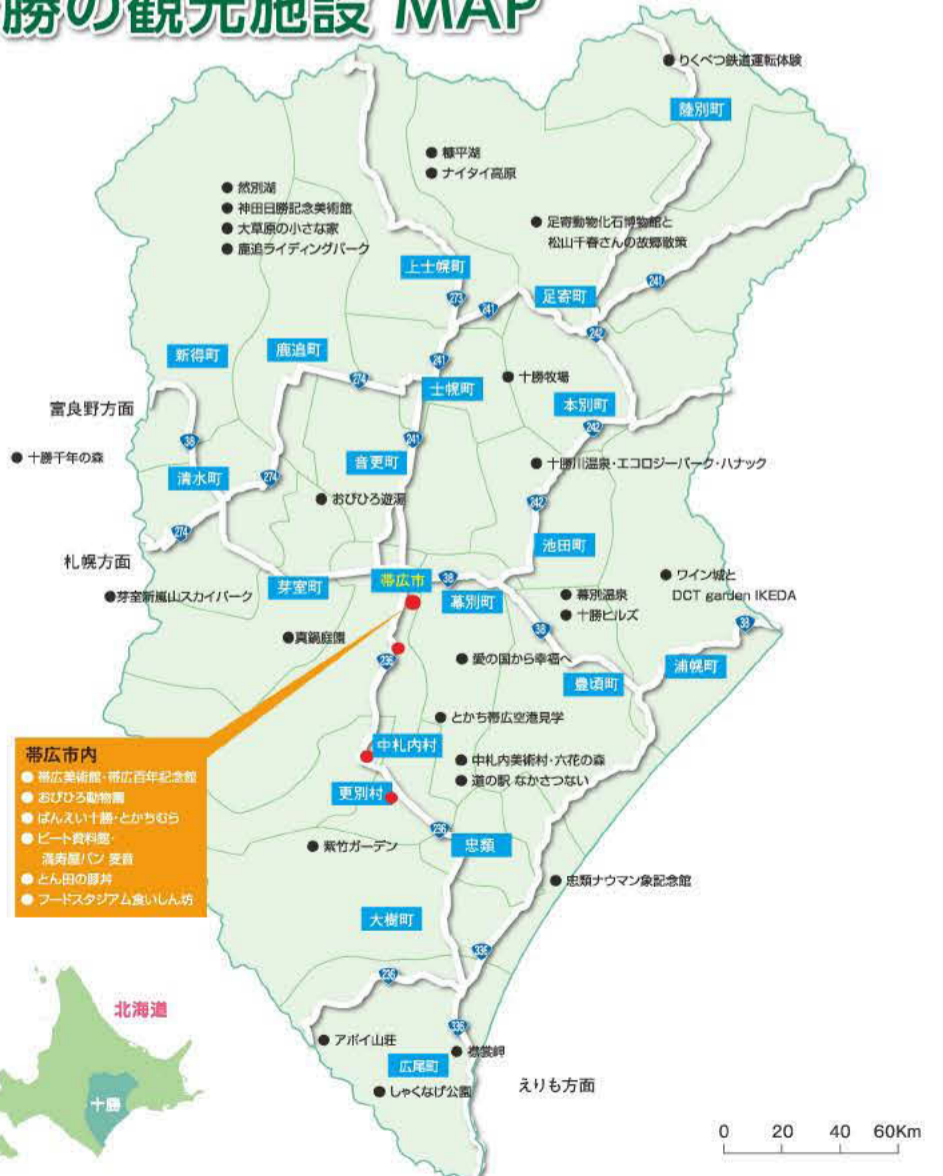 勝の観光施設 MAP
りくべつ鉄道運転体験
陸別町
糠平湖
ナイタイ高原
然別湖
神田日勝記念美術館
大草原の小さな家
鹿追ライディングパーク
足寄動物化石博物館と
松山千春さんの故郷散策
上士幌町
273
241
足寄町
241
242
新得町
鹿追町
241
274
士幌町
十勝牧場
本別町
242
富良野方面
38
十勝千年の森
清水町
274
音更町
241
十勝川温泉・エコロジーパーク・ハナック
おびひろ遊湯
242
274
池田町
札幌方面
芽室町
帯広市
38
幕別町
ワイン城と
DCT garden IKEDA
芽室新嵐山スカイパーク
幕別温泉
十勝ヒルズ
38
38
真鍋庭園
236
愛の国から幸福へ
豊頃町
浦幌町
とかち帯広空港見学
中札内村
中札内美術村・六花の森
道の駅 なかさつない
更別村
帯広市内
帯広美術館・帯広百年記念館
おびひろ動物園
ばんえい十勝・とかちむら
ビート資料館・
満寿屋パン 麦音
とん田の豚丼
フードスタジアム食いしん坊
236
忠類
紫竹ガーデン
忠類ナウマン象記念館
大樹町
336
236
北海道
十勝
336
アポイ山荘
襟裳岬
広尾町
しゃくなげ公園
えりも方面
0 20 40 60Km